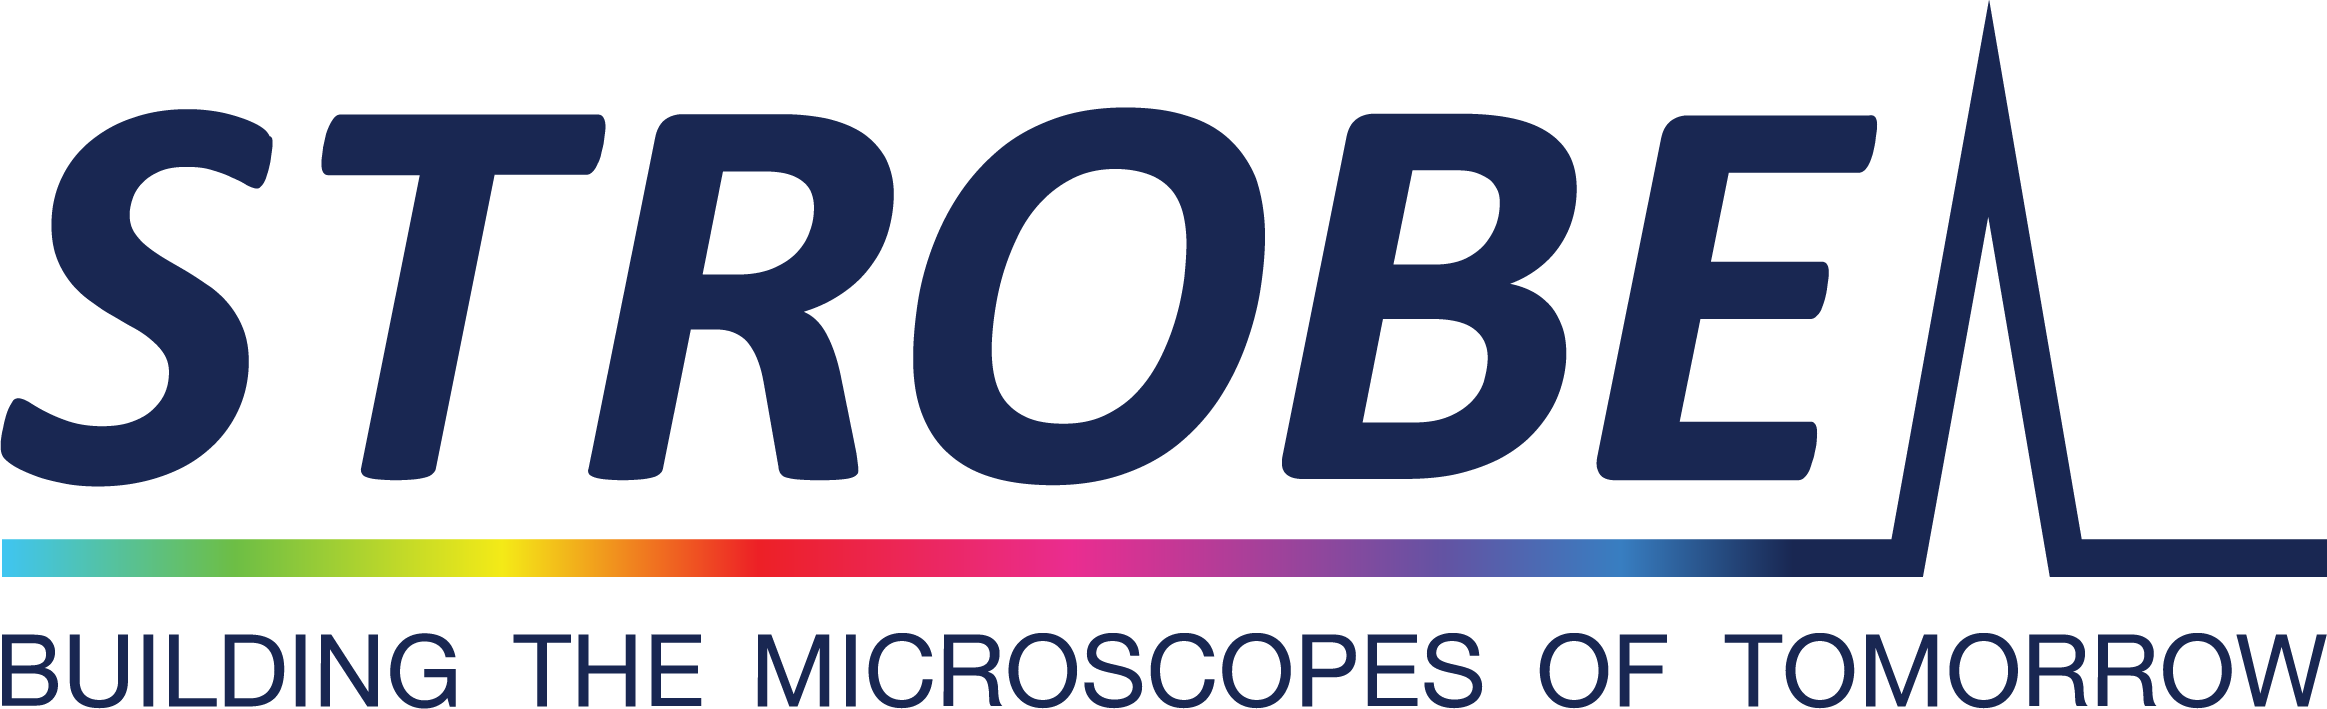 STROBE
BUILDING THE MICROSCOPES OF TOMORROW